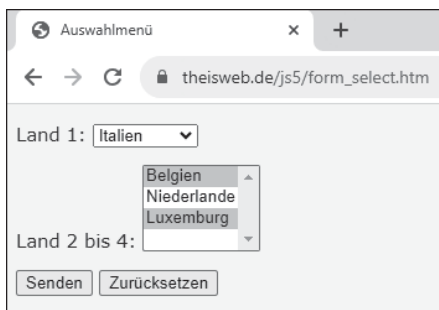 Auswahlmenü
theisweb.de/js5/form_select.htm
Land 1: Italien
Belgien
Niederlande
Luxemburg
Land 2 bis 4:
Senden Zurücksetzen